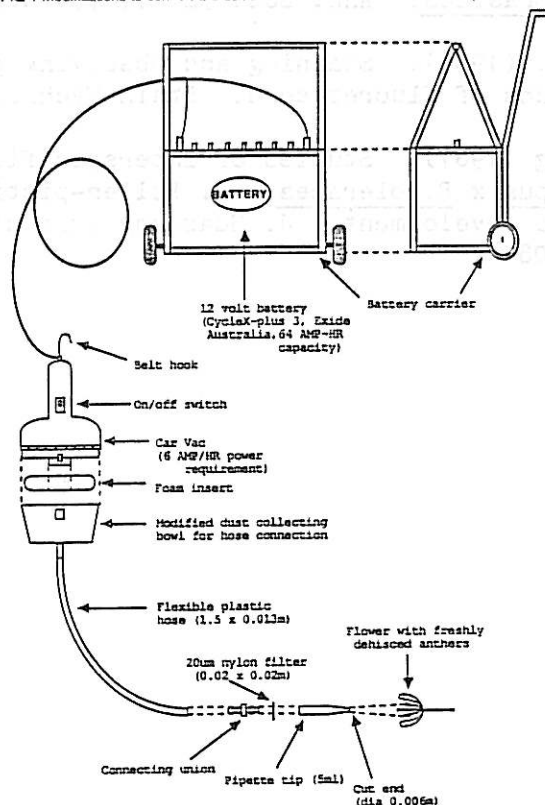 BATTERY
12 volt battery
(CycleX-plus 3, Exide
Australia, 64 AMP-HR
capacity)
Battery carrier
Belt hook
On/off switch
Car Vac
(6 AMP/HR power
requirement)
Foam insert
Modified dust collecting
bowl for hose connection
Flexible plastic
hose (1.5 x 0.013m)
20um nylon filter
(0.02 x 0.02m)
Flower with freshly
dehisced anthers
Connecting union
Pipette tip (5ml)
Cut end
(dia 0.006m)